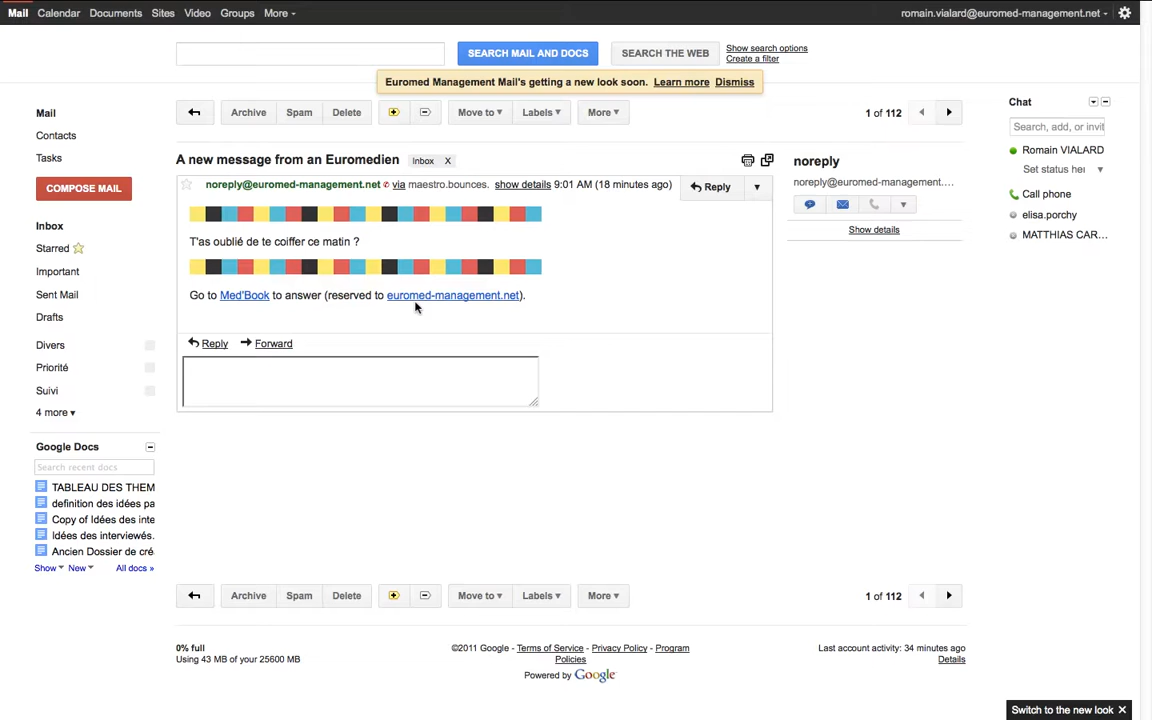 Mail Calendar Documents Sites Video Groups More romain.vialard@euromed-management.net
SEARCH MAIL AND DOCS SEARCH THE WEB Show search options
Create a filter
Euromed Management Mail's getting a new look soon. Learn more Dismiss
Mail
Contacts
Tasks
COMPOSE MAIL
Inbox
Starred
Important
Sent Mail
Drafts
Divers
Priorité
Suivi
4 more
Google Docs
Search recent docs
TABLEAU DES THEM
definition des idées pa
Copy of Idées des inte
Idées des interviewés.
Ancien Dossier de cré
Show New All docs »
Archive Spam Delete Move to Labels More 1 of 112
A new message from an Euromedien Inbox X
noreply@euromed-management.net via maestro.bounces. show details 9:01 AM (18 minutes ago) Reply
T'as oublié de te coiffer ce matin ?
Go to Med'Book to answer (reserved to euromed-management.net).
Reply Forward
noreply
noreply@euromed-management....
Show details
Chat
Search, add, or invit
Romain VIALARD
Set status her
Call phone
elisa.porchy
MATTHIAS CAR...
Archive Spam Delete Move to Labels More 1 of 112
0% full
Using 43 MB of your 25600 MB
©2011 Google - Terms of Service - Privacy Policy - Program
Policies
Powered by Google
Last account activity: 34 minutes ago
Details
Switch to the new look X